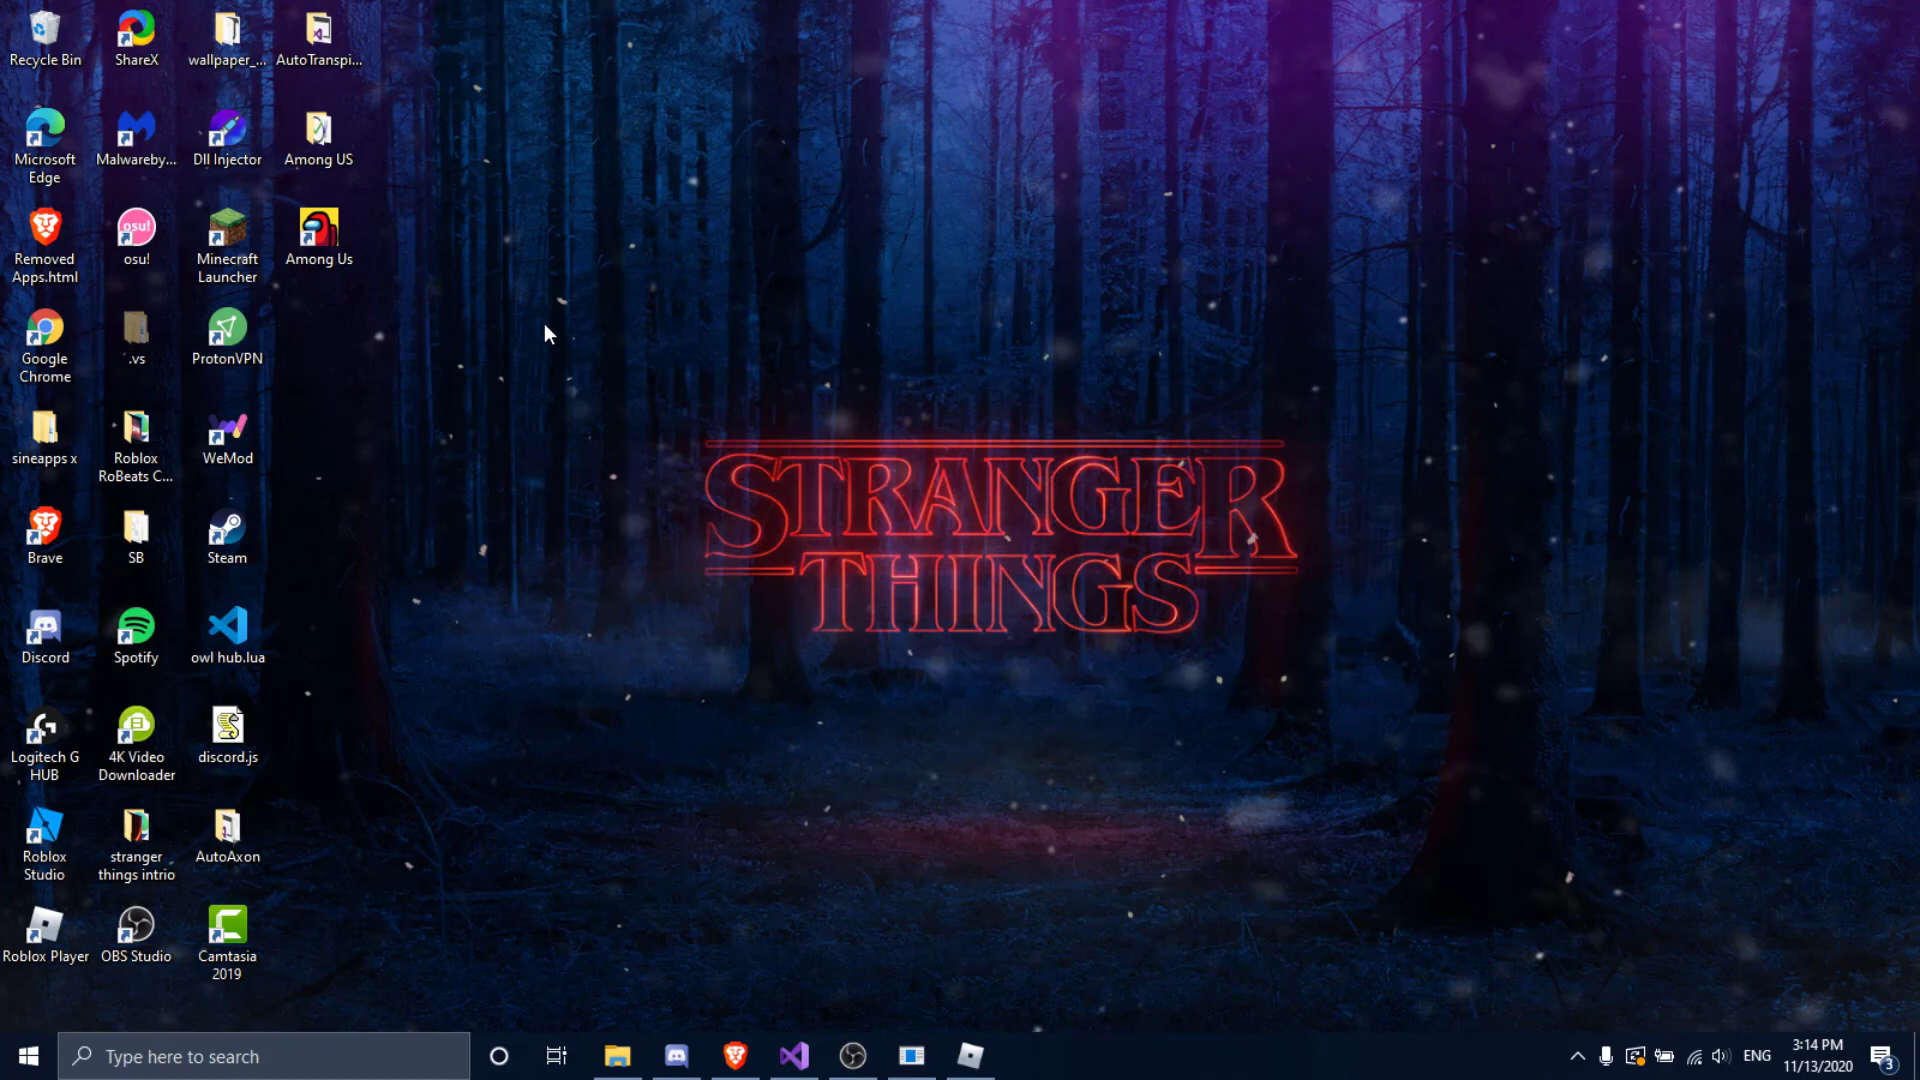 Recycle Bin
ShareX
wallpaper_...
AutoTranspi...
Microsoft
Edge
Malwareby...
Dll Injector
Among US
Removed
Apps.html
osu!
osu!
Minecraft
Launcher
Among Us
Google
Chrome
.vs
ProtonVPN
sineapps x
Roblox
RoBeats C...
WeMod
Brave
SB
Steam
Discord
Spotify
owl hub.lua
Logitech G
HUB
4K Video
Downloader
discord.js
Roblox
Studio
stranger
things intrio
AutoAxon
Roblox Player
OBS Studio
Camtasia
2019
STRANGER
THINGS
Type here to search
ENG
3:14 PM
11/13/2020
3